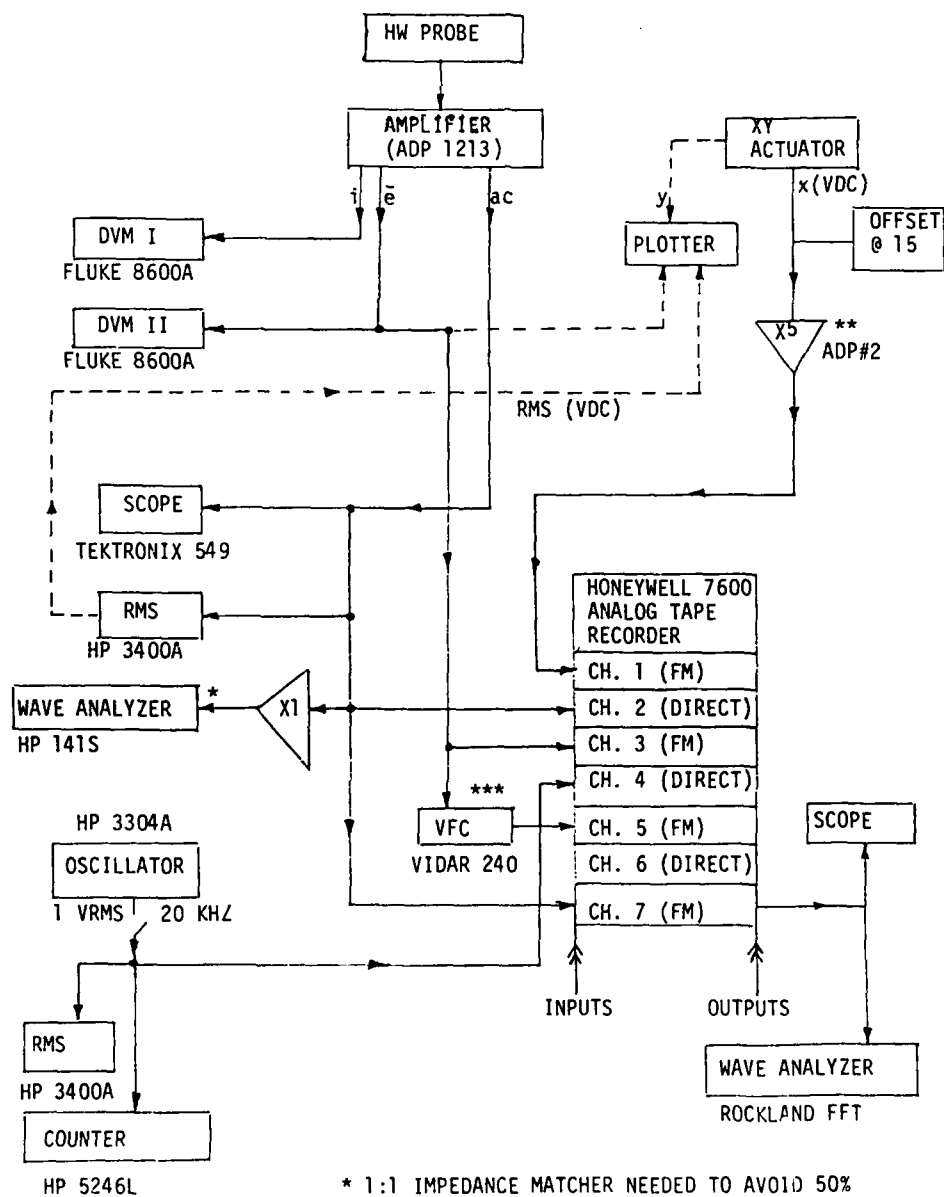 HW PROBE
AMPLIFIER
(ADP 1213)
i
ē
ac
XY
ACTUATOR
x(VDC)
y
OFFSET
@ 15
PLOTTER
DVM I
FLUKE 8600A
DVM II
FLUKE 8600A
X5
**
ADP#2
RMS (VDC)
SCOPE
TEKTRONIX 549
RMS
HP 3400A
HONEYWELL 7600
ANALOG TAPE
RECORDER
CH. 1 (FM)
CH. 2 (DIRECT)
CH. 3 (FM)
CH. 4 (DIRECT)
CH. 5 (FM)
CH. 6 (DIRECT)
CH. 7 (FM)
WAVE ANALYZER
*
X1
HP 141S
***
VFC
VIDAR 240
HP 3304A
OSCILLATOR
1 VRMS
20 KHZ
SCOPE
INPUTS
OUTPUTS
RMS
HP 3400A
WAVE ANALYZER
ROCKLAND FFT
COUNTER
HP 5246L
* 1:1 IMPEDANCE MATCHER NEEDED TO AVOID 50%